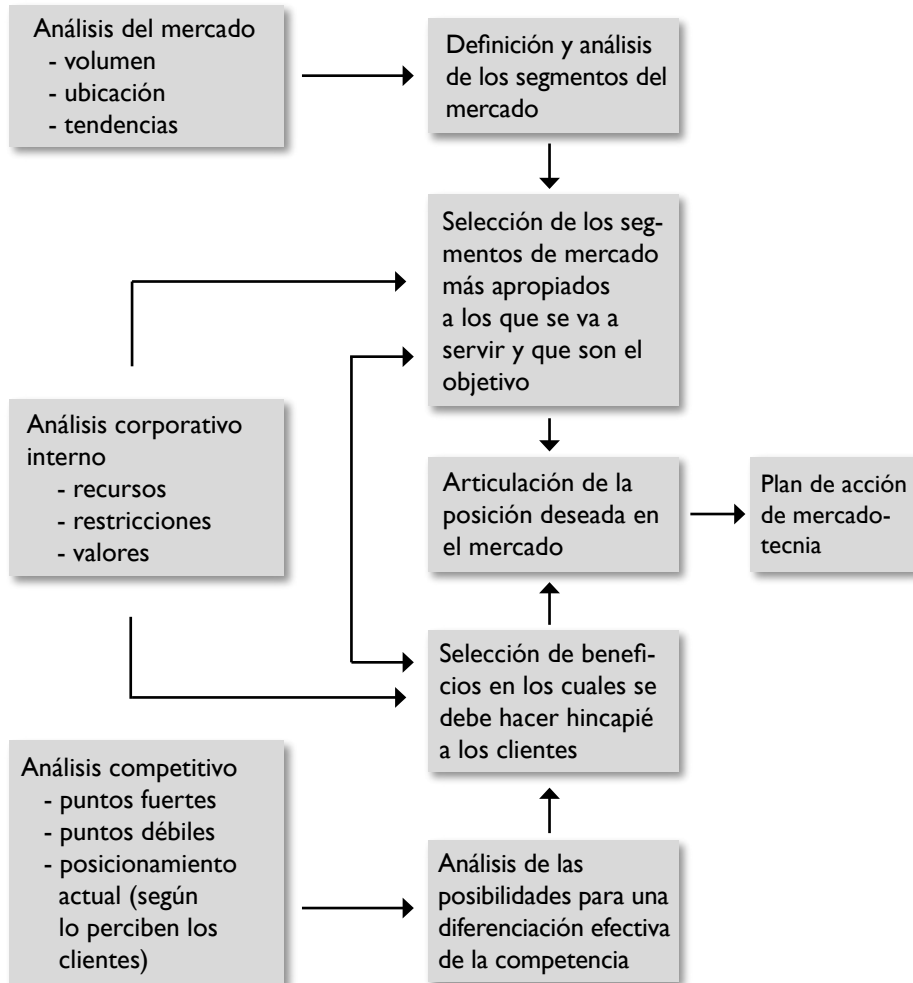 Análisis del mercado
- volumen
- ubicación
- tendencias
Definición y análisis
de los segmentos del
mercado
Selección de los seg-
mentos de mercado
más apropiados
a los que se va a
servir y que son el
objetivo
Análisis corporativo
interno
- recursos
- restricciones
- valores
Articulación de la
posición deseada en
el mercado
Plan de acción
de mercado-
tecnia
Selección de benefi-
cios en los cuales se
debe hacer hincapié
a los clientes
Análisis competitivo
- puntos fuertes
- puntos débiles
- posicionamiento
actual (según
lo perciben los
clientes)
Análisis de las
posibilidades para una
diferenciación efectiva
de la competencia